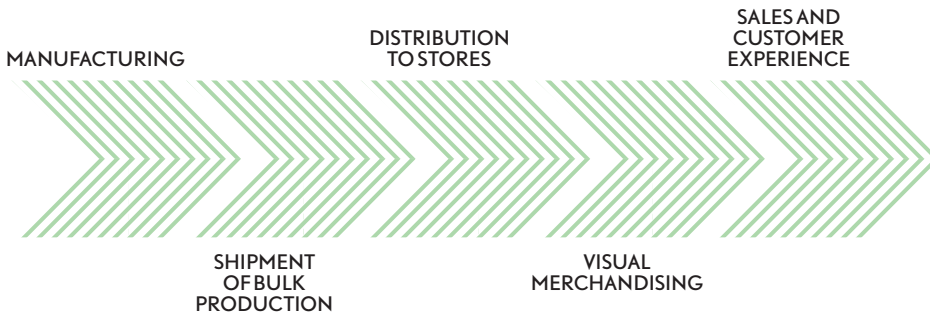 MANUFACTURING
SHIPMENT
OF BULK
PRODUCTION
DISTRIBUTION
TO STORES
VISUAL
MERCHANDISING
SALES AND
CUSTOMER
EXPERIENCE